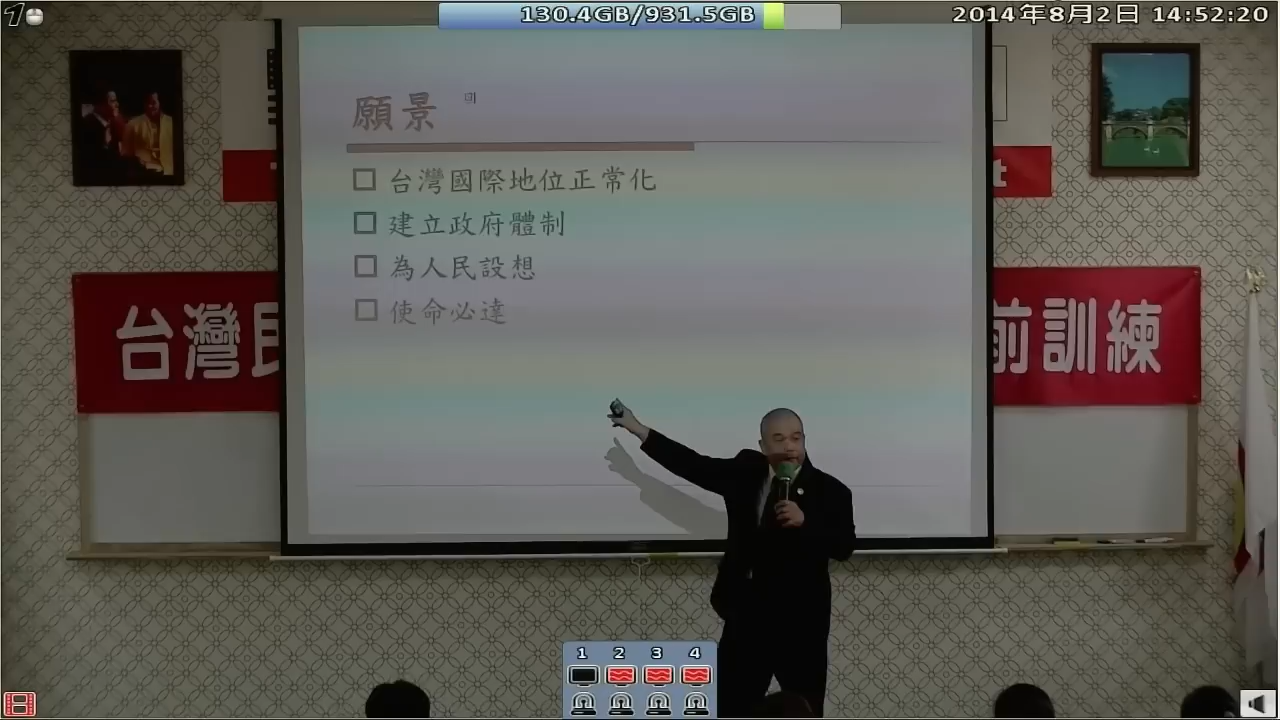 130.4GB/931.5GB
2014年8月2日 14:52:20
願景
台灣國際地位正常化
建立政府體制
為人民設想
使命必達
t
台灣民
前訓練
1 2 3 4